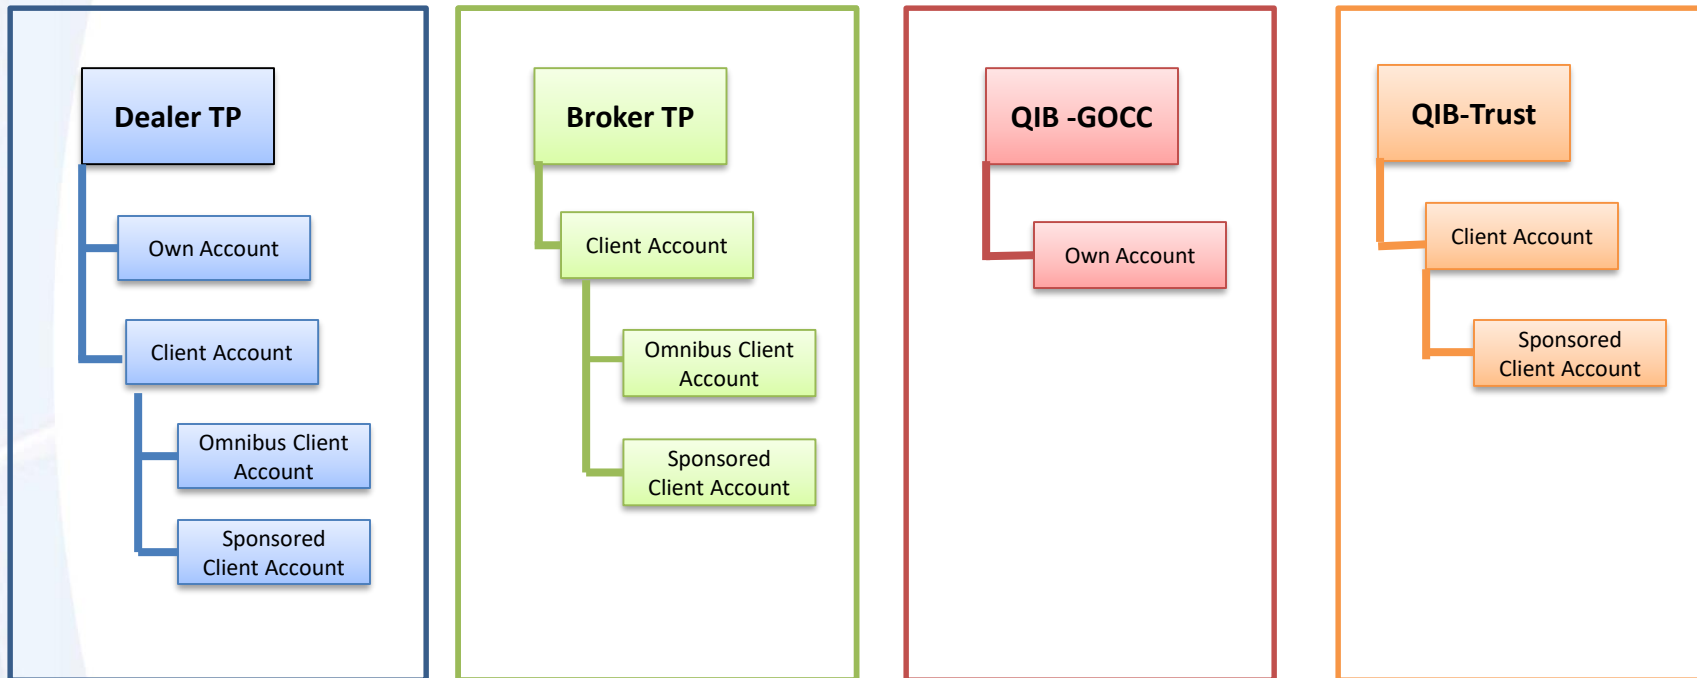 Dealer TP
Own Account
Client Account
Omnibus Client
Account
Sponsored
Client Account
Broker TP
Client Account
Omnibus Client
Account
Sponsored
Client Account
QIB -GOCC
Own Account
QIB-Trust
Client Account
Sponsored
Client Account